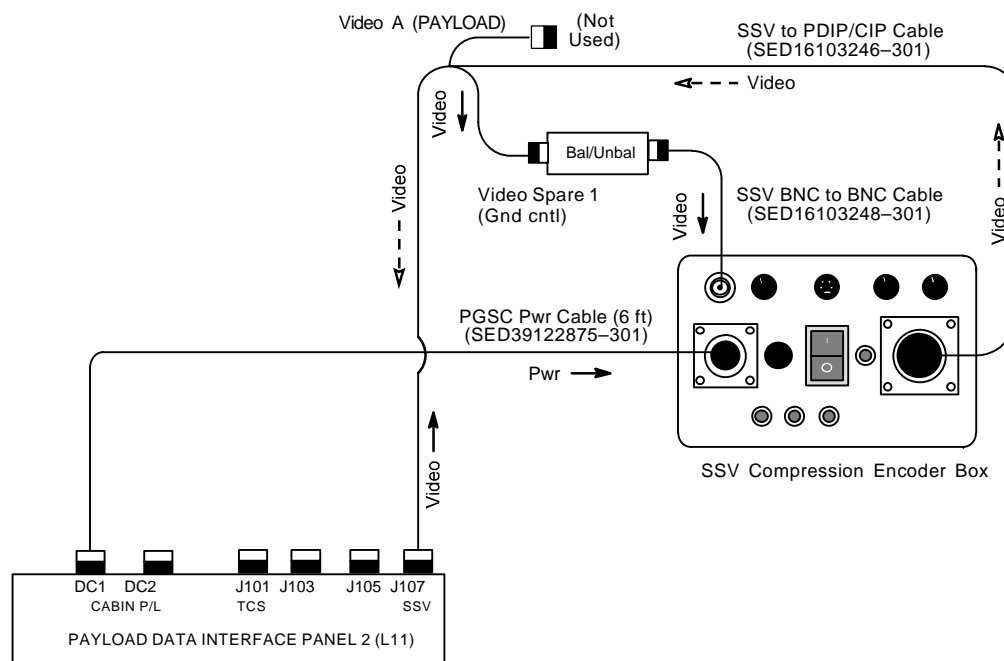 Video A (PAYLOAD)
(Not
Used)
SSV to PDIP/CIP Cable
(SED16103246–301)
Video
Video
Bal/Unbal
Video
Video Spare 1
(Gnd cntl)
SSV BNC to BNC Cable
(SED16103248–301)
Video
Video
PGSC Pwr Cable (6 ft)
(SED39122875–301)
Pwr
I
O
Video
SSV Compression Encoder Box
DC1 DC2 J101 J103 J105 J107
CABIN P/L TCS SSV
PAYLOAD DATA INTERFACE PANEL 2 (L11)